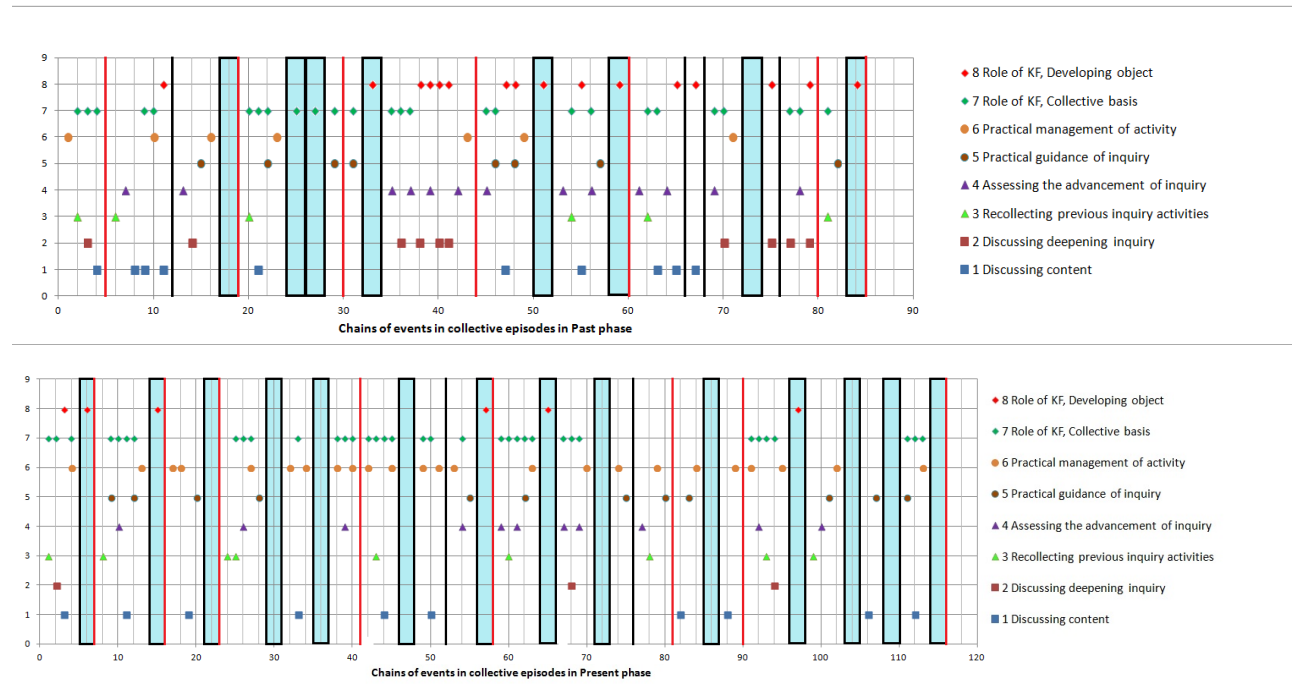 9
8
7
6
5
4
3
2
1
0
0 10 20 30 40 50 60 70 80 90
Chains of events in collective episodes in Past phase
8 Role of KF, Developing object
7 Role of KF, Collective basis
6 Practical management of activity
5 Practical guidance of inquiry
4 Assessing the advancement of inquiry
3 Recollecting previous inquiry activities
2 Discussing deepening inquiry
1 Discussing content
9
8
7
6
5
4
3
2
1
0
0 10 20 30 40 50 60 70 80 90 100 110 120
Chains of events in collective episodes in Present phase
8 Role of KF, Developing object
7 Role of KF, Collective basis
6 Practical management of activity
5 Practical guidance of inquiry
4 Assessing the advancement of inquiry
3 Recollecting previous inquiry activities
2 Discussing deepening inquiry
1 Discussing content